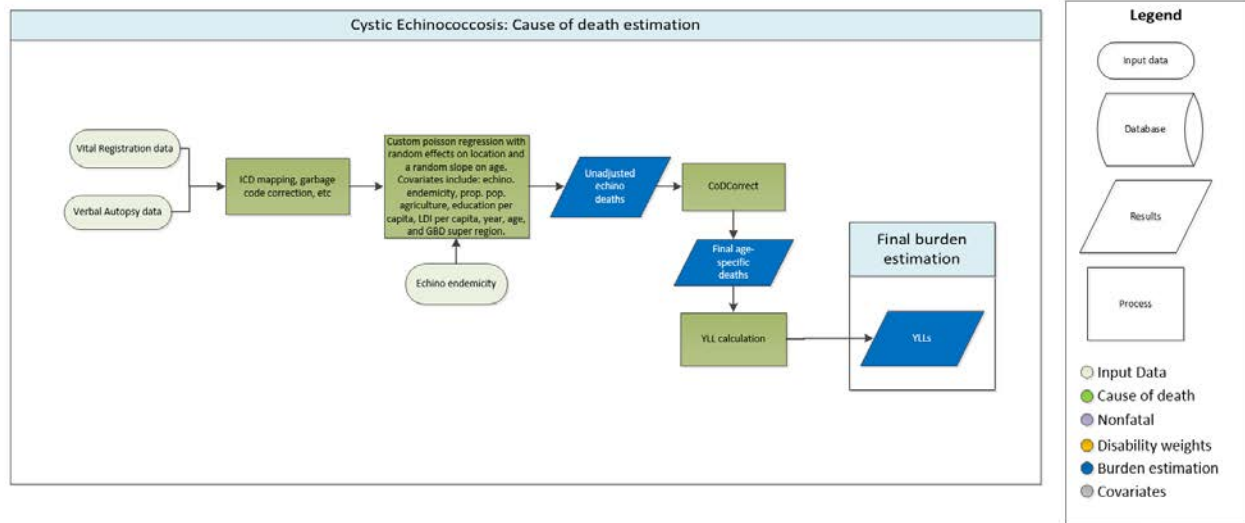 Cystic Echinococcosis: Cause of death estimation
Vital Registration data
Verbal Autopsy data
ICD mapping, garbage
code correction, etc
Custom poisson regression with
random effects on location and
a random slope on age.
Covariates include: echino.
endemicity, prop. pop.
agriculture, education per
capita, LDI per capita, year, age,
and GBD super region.
Echino endemicity
Unadjusted
echino
deaths
CoDCorrect
Final age-
specific
deaths
YLL calculation
Final burden
estimation
YLLs
Legend
Input data
Database
Results
Process
Input Data
Cause of death
Nonfatal
Disability weights
Burden estimation
Covariates